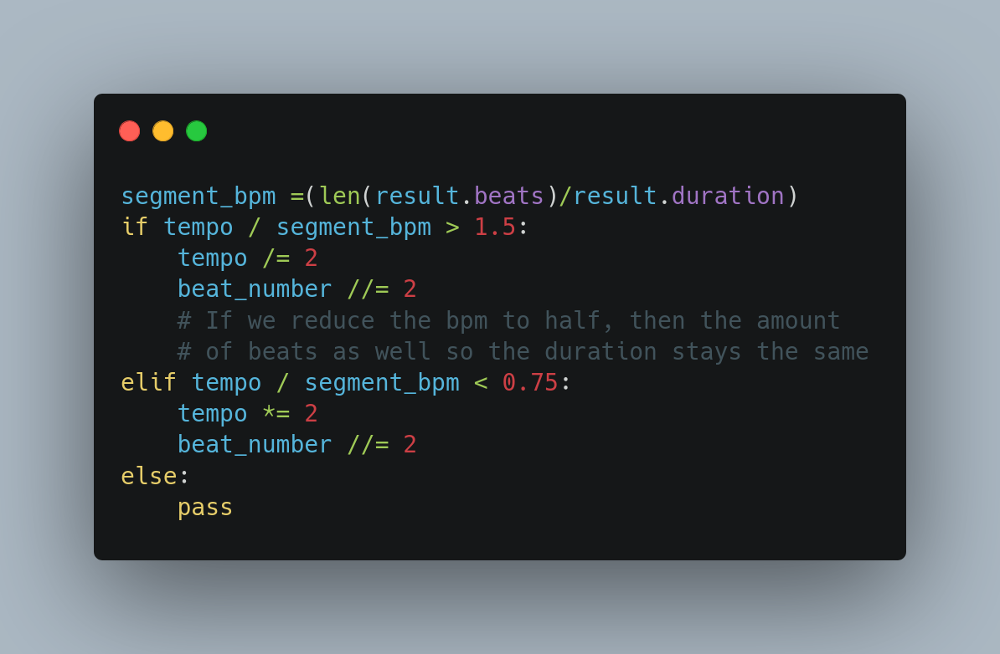 segment_bpm =(len(result.beats)/result.duration)
if tempo / segment_bpm > 1.5:
    tempo /= 2
    beat_number //= 2
    # If we reduce the bpm to half, then the amount
    # of beats as well so the duration stays the same
elif tempo / segment_bpm < 0.75:
    tempo *= 2
    beat_number //= 2
else:
    pass